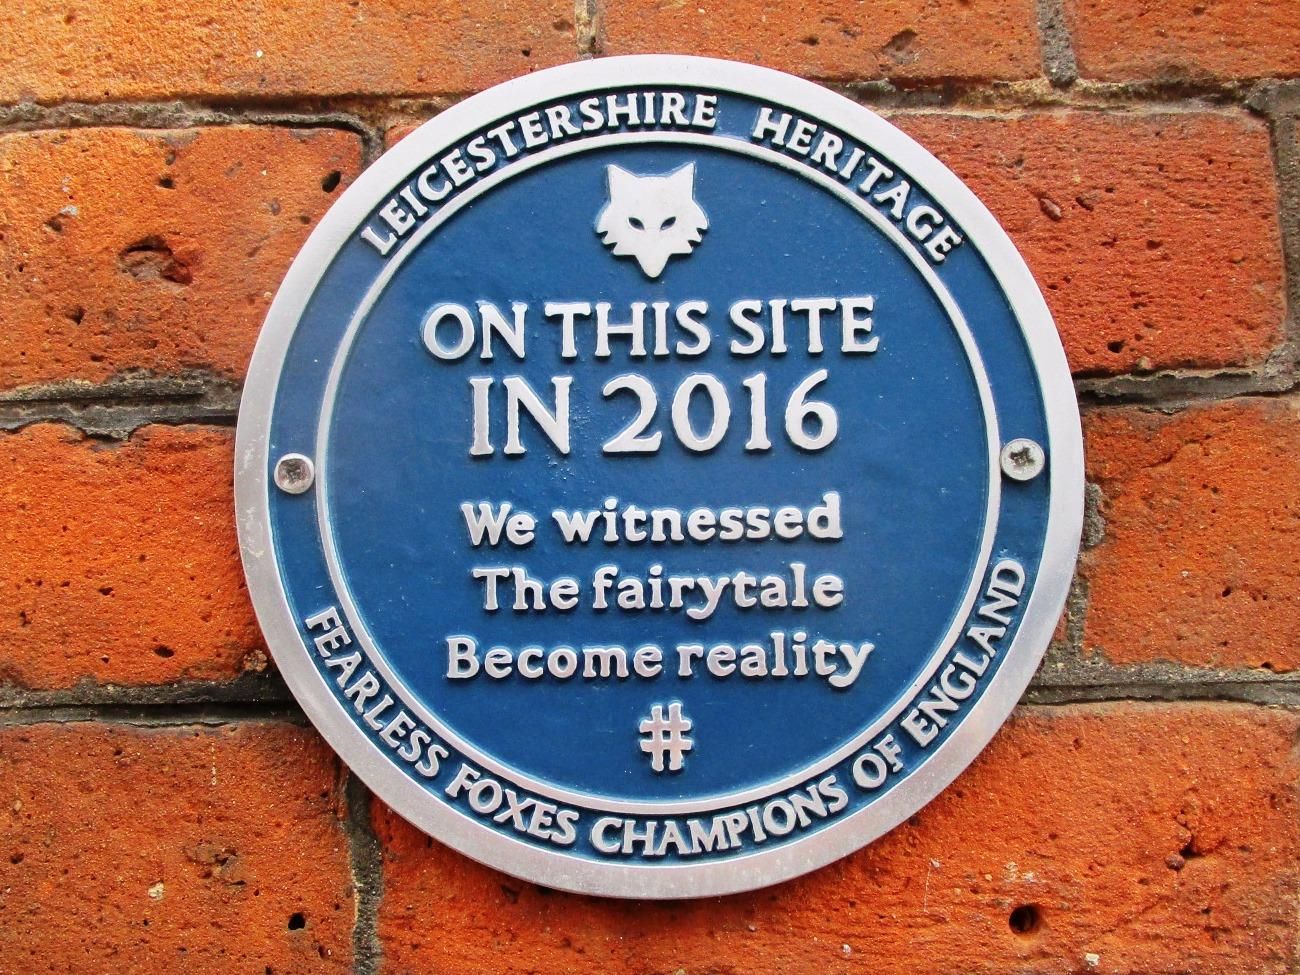 LEICESTERSHIRE HERITAGE
ON THIS SITE
IN 2016
We witnessed
The fairytale
Become reality
#
FEARLESS FOXES CHAMPIONS OF ENGLAND